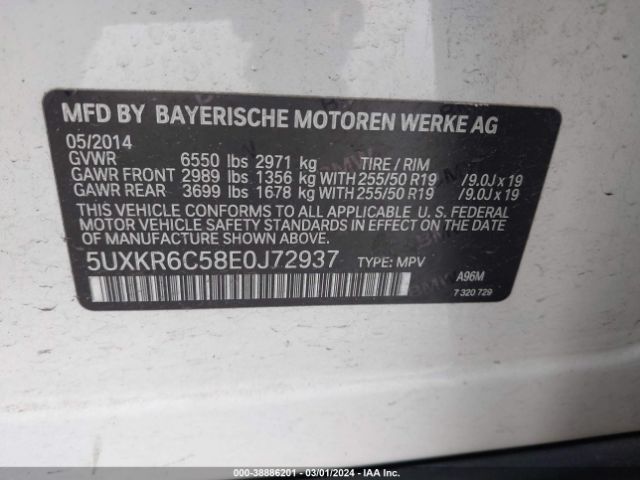 MFD BY BAYERISCHE MOTOREN WERKE AG
05/2014
GVWR 6550 lbs 2971 kg TIRE / RIM
GAWR FRONT 2989 lbs 1356 kg WITH 255/50 R19 /9.0J x 19
GAWR REAR 3699 lbs 1678 kg WITH 255/50 R19 /9.0J x 19
THIS VEHICLE CONFORMS TO ALL APPLICABLE U. S. FEDERAL
MOTOR VEHICLE SAFETY STANDARDS IN EFFECT ON THE
DATE OF MANUFACTURE SHOWN ABOVE.
5UXKR6C58E0J72937 TYPE: MPV
A96M
7 320 729
000-38886201 - 03/01/2024 - IAAI.COM